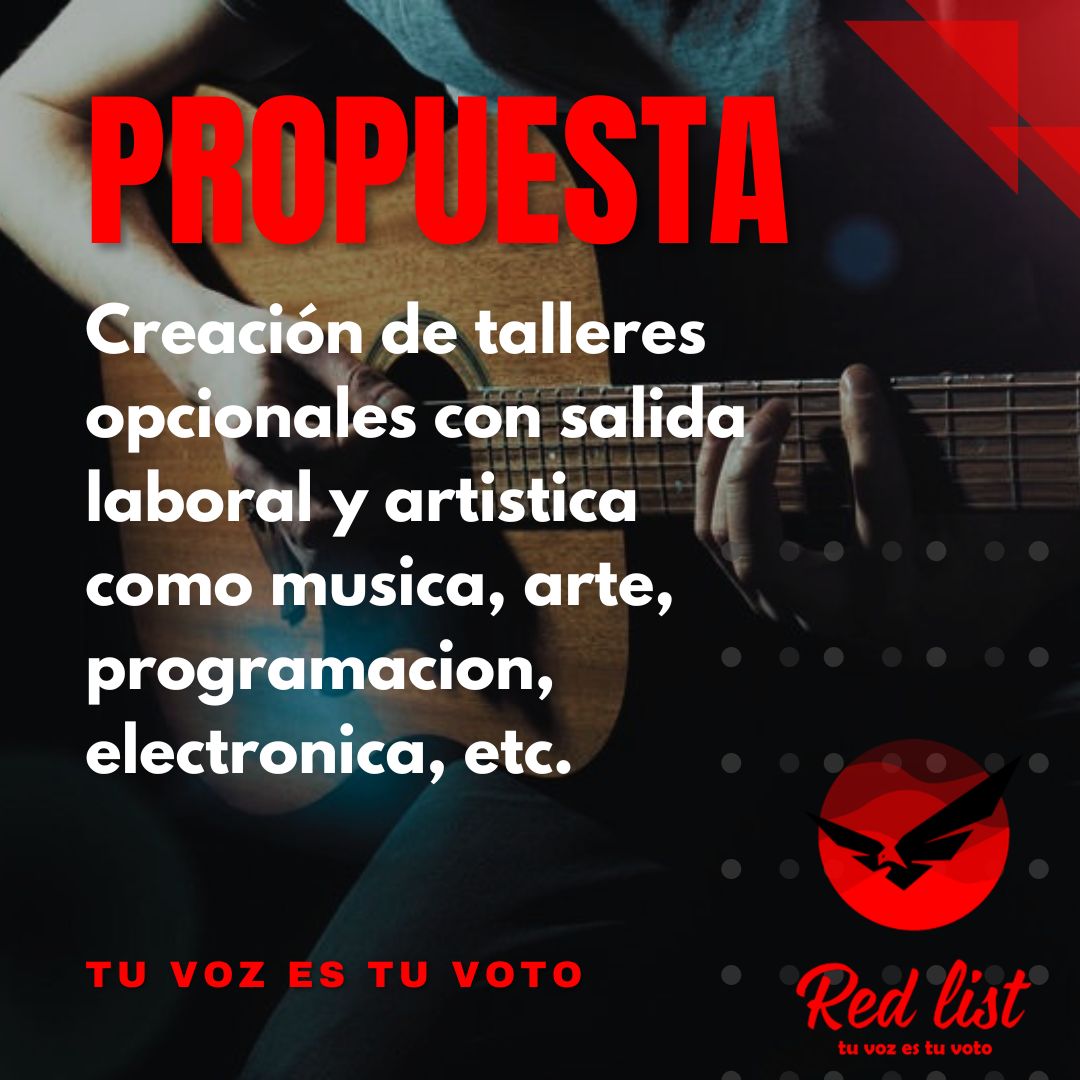 PROPUESTA
Creación de talleres
opcionales con salida
laboral y artistica
como musica, arte,
programacion,
electronica, etc.
TU VOZ ES TU VOTO
Red list
tu voz es tu voto